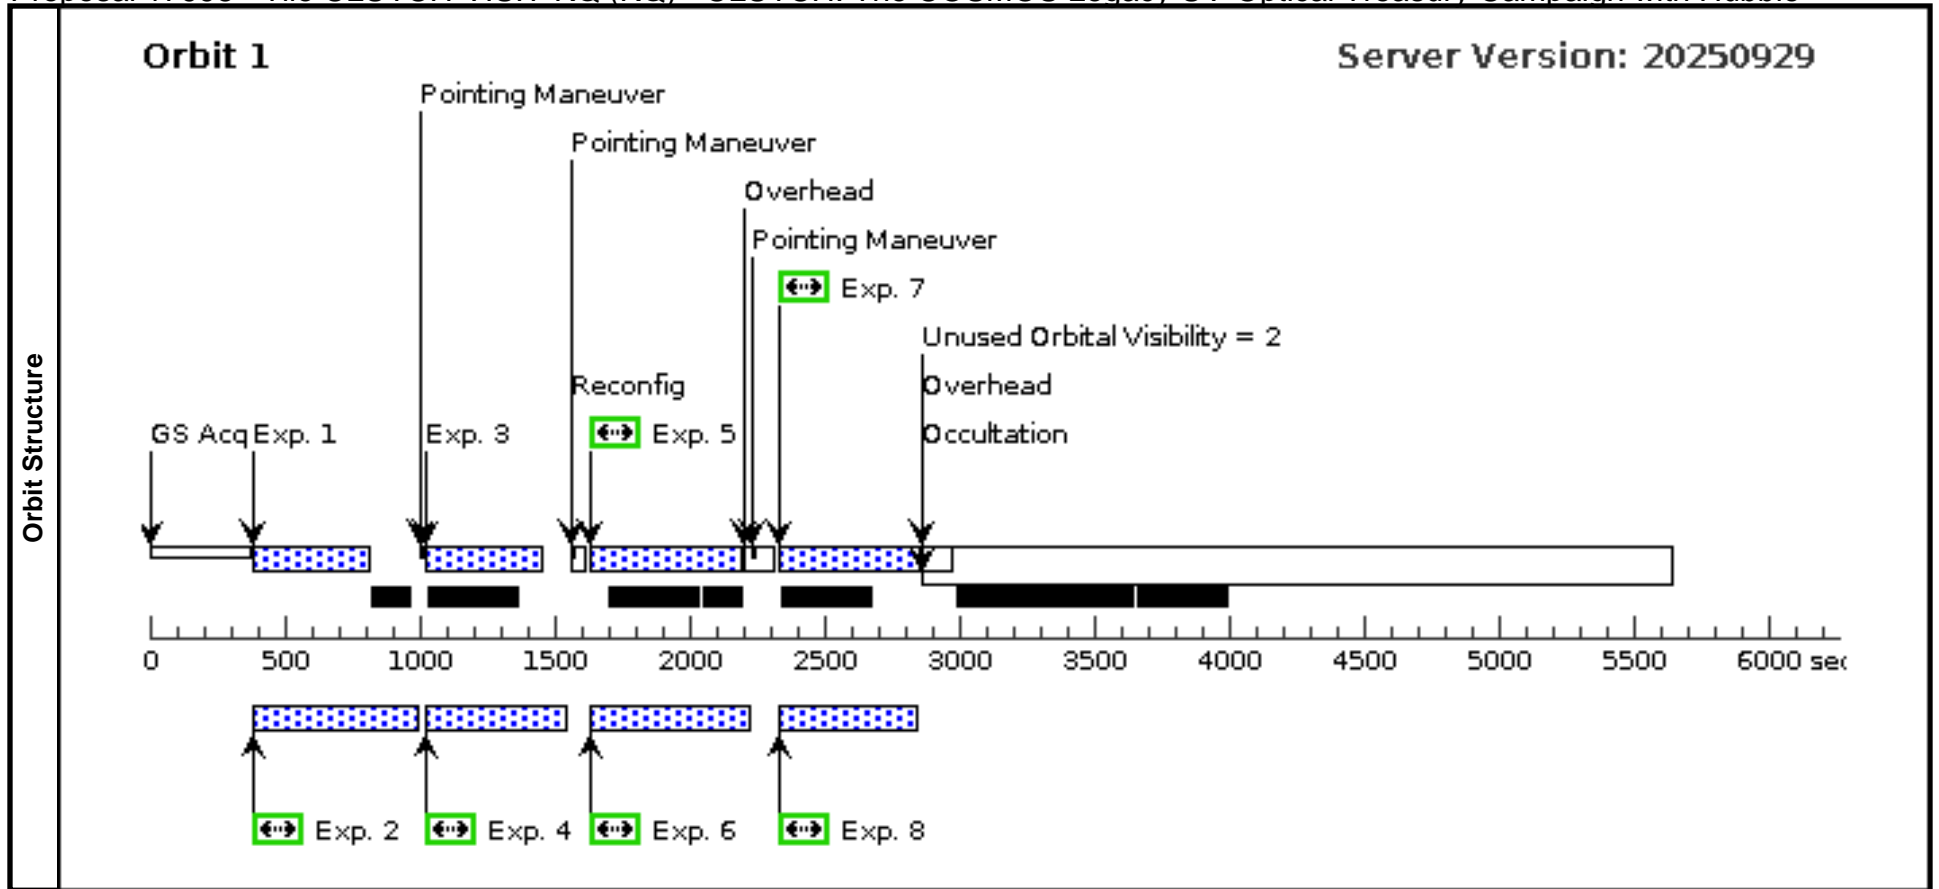 Orbit 1
Server Version: 20250929
Pointing Maneuver
Pointing Maneuver
Overhead
Pointing Maneuver
Exp. 7
Unused Orbital Visibility = 2
Reconfig
Overhead
GS Acq
Exp. 1
Exp. 3
Exp. 5
Occultation
Orbit Structure
0 500 1000 1500 2000 2500 3000 3500 4000 4500 5000 5500 6000 sec
Exp. 2
Exp. 4
Exp. 6
Exp. 8